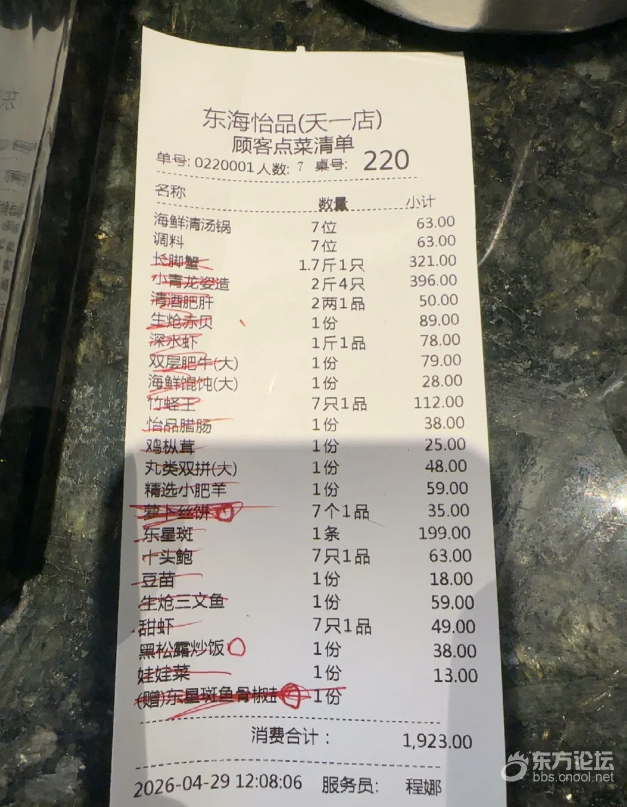 东海怡品(天一店)
顾客点菜清单
单号: 0220001 人数: 7 桌号: 220
名称 数量 小计
海鲜清汤锅 7位 63.00
调料 7位 63.00
长脚蟹 1.7斤1只 321.00
小青龙姿造 2斤4只 396.00
清酒肥肝 2两1品 50.00
生炝赤贝 1份 89.00
深水虾 1斤1品 78.00
双层肥牛(大) 1份 79.00
海鲜馄饨(大) 1份 28.00
竹蛏王 7只1品 112.00
怡品腊肠 1份 38.00
鸡枞茸 1份 25.00
丸类双拼(大) 1份 48.00
精选小肥羊 1份 59.00
萝卜丝饼 7个1品 35.00
东星斑 1条 199.00
十头鲍 7只1品 63.00
豆苗 1份 18.00
生炝三文鱼 1份 59.00
甜虾 7只1品 49.00
黑松露炒饭 1份 38.00
娃娃菜 1份 13.00
(赠)东星斑鱼骨椒 1份
消费合计: 1,923.00
2026-04-29 12:08:06 服务员: 程娜
东方论坛
bbs.cnool.net